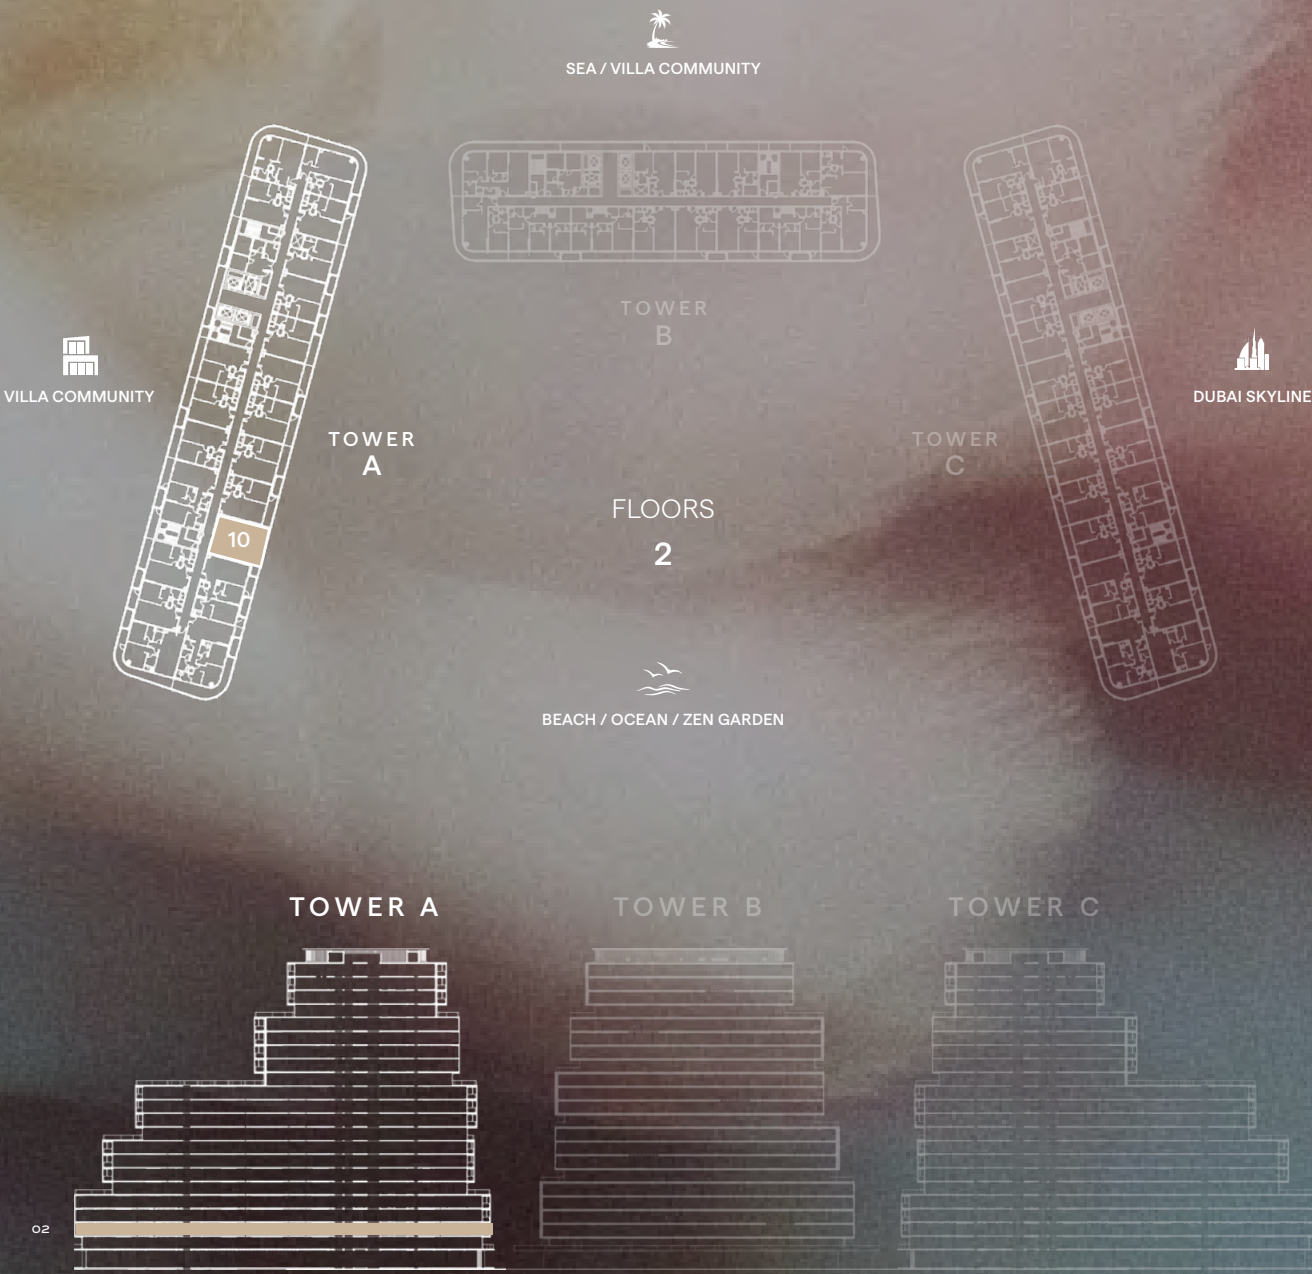 SEA / VILLA COMMUNITY
TOWER
B
VILLA COMMUNITY
DUBAI SKYLINE
TOWER
A
TOWER
C
FLOORS
2
10
BEACH / OCEAN / ZEN GARDEN
TOWER A
TOWER B
TOWER C
02